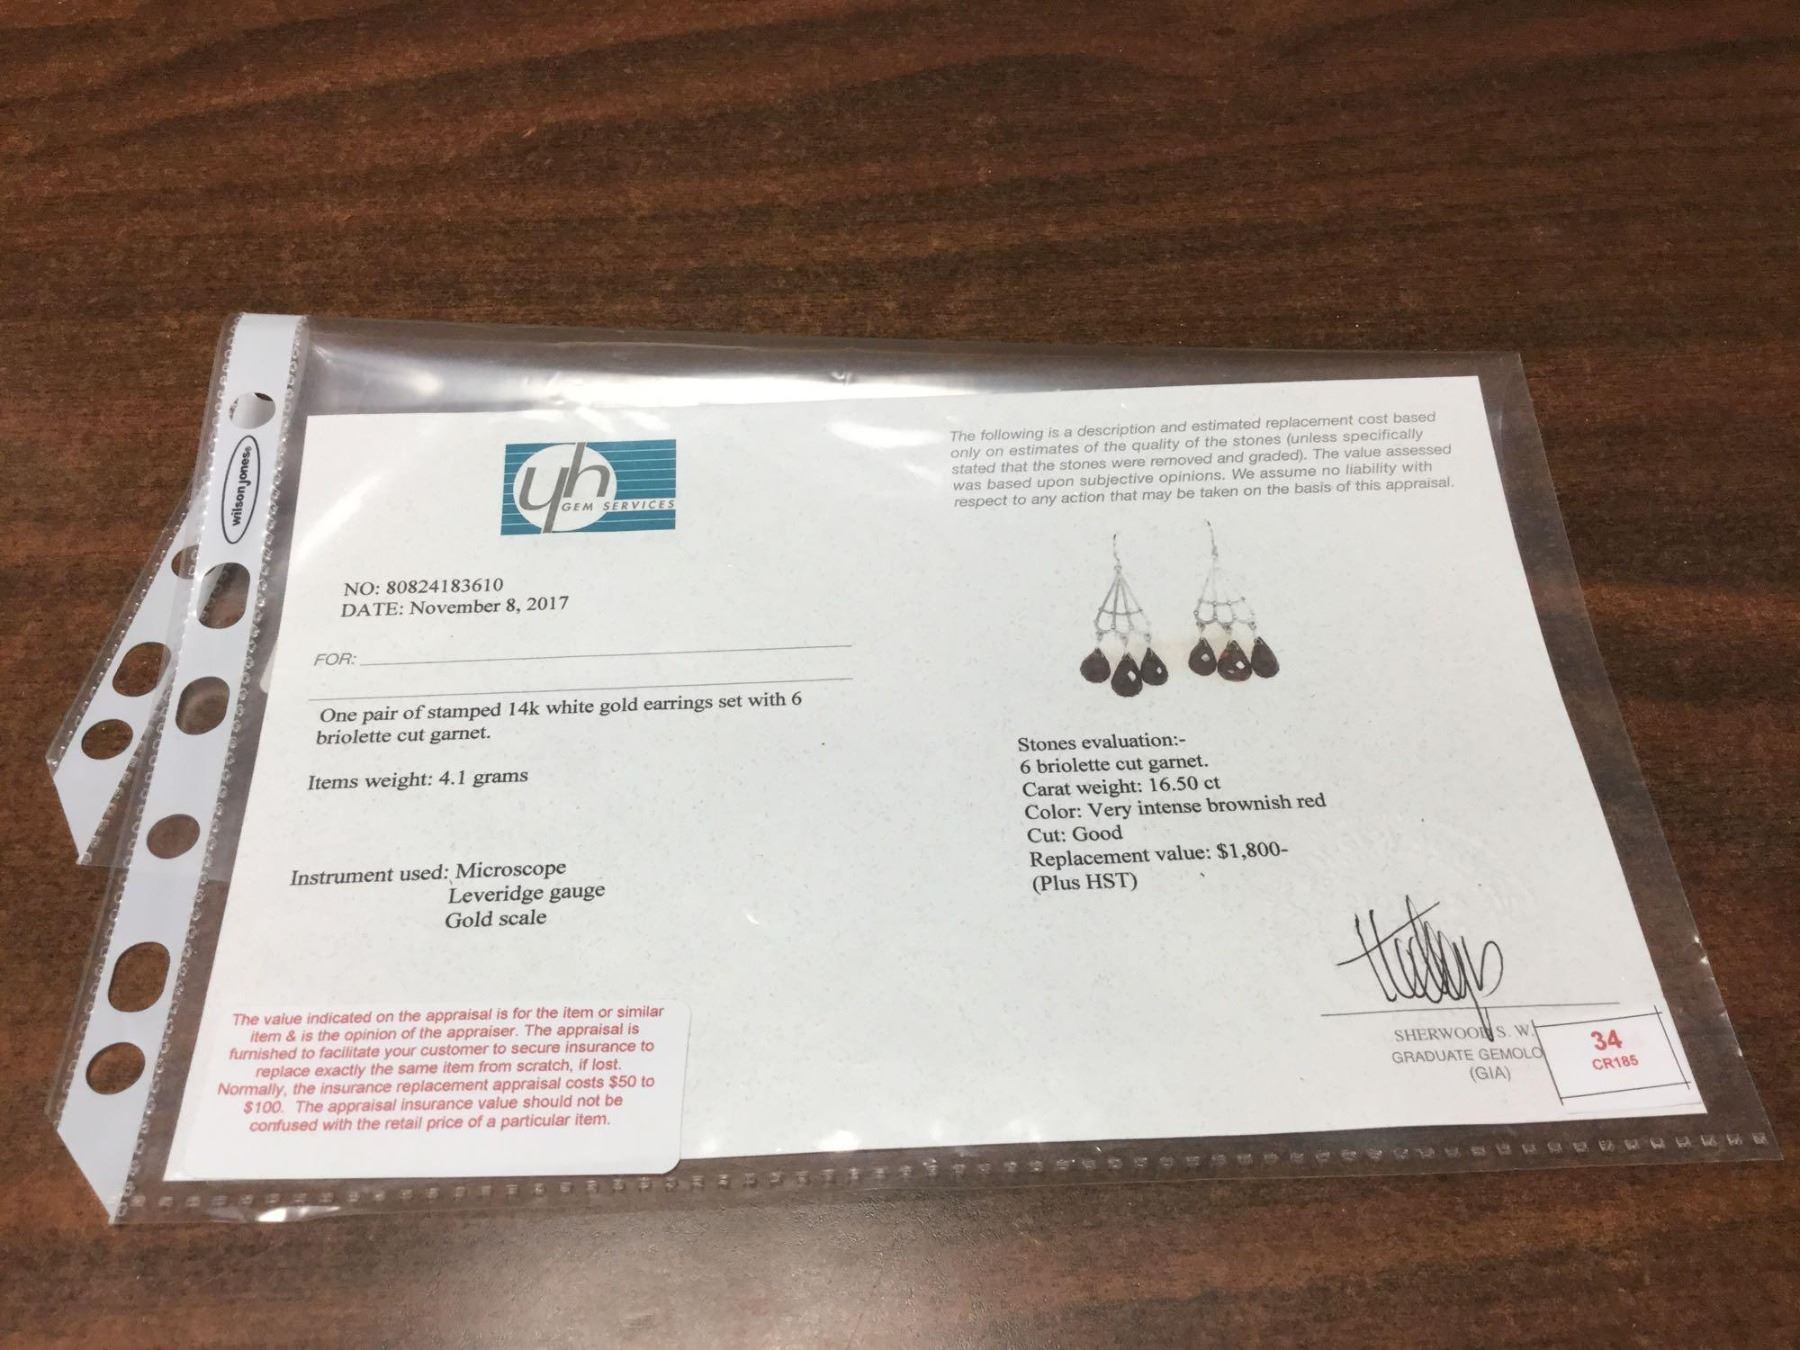 wilson jones®
yh
GEM SERVICES
NO: 80824183610
DATE: November 8, 2017
FOR:
One pair of stamped 14k white gold earrings set with 6
briolette cut garnet.
Items weight: 4.1 grams
Instrument used: Microscope
Leveridge gauge
Gold scale
The value indicated on the appraisal is for the item or similar
item & is the opinion of the appraiser. The appraisal is
furnished to facilitate your customer to secure insurance to
replace exactly the same item from scratch, if lost.
Normally, the insurance replacement appraisal costs $50 to
$100. The appraisal insurance value should not be
confused with the retail price of a particular item.
The following is a description and estimated replacement cost based
only on estimates of the quality of the stones (unless specifically
stated that the stones were removed and graded). The value assessed
was based upon subjective opinions. We assume no liability with
respect to any action that may be taken on the basis of this appraisal.
Stones evaluation:-
6 briolette cut garnet.
Carat weight: 16.50 ct
Color: Very intense brownish red
Cut: Good
Replacement value: $1,800-
(Plus HST)
SHERWOOD S. W.
GRADUATE GEMOLO
(GIA)
34
CR185